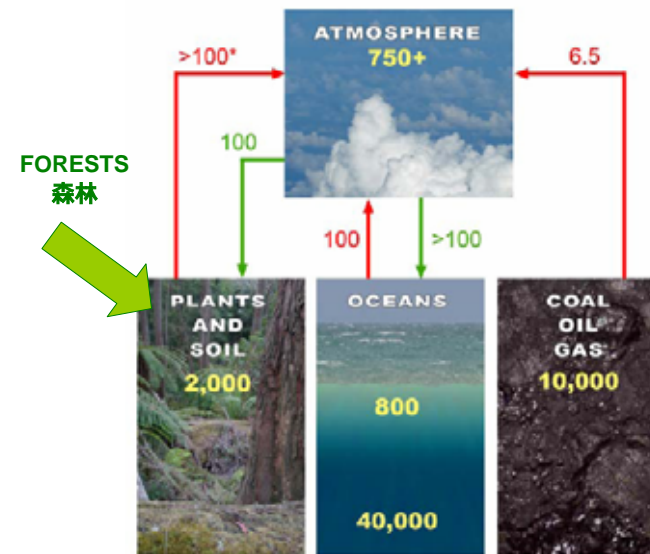 ATMOSPHERE
750+
>100*
6.5
FORESTS
森林
100
100
>100
PLANTS
AND
SOIL
2,000
OCEANS
800
40,000
COAL
OIL
GAS
10,000